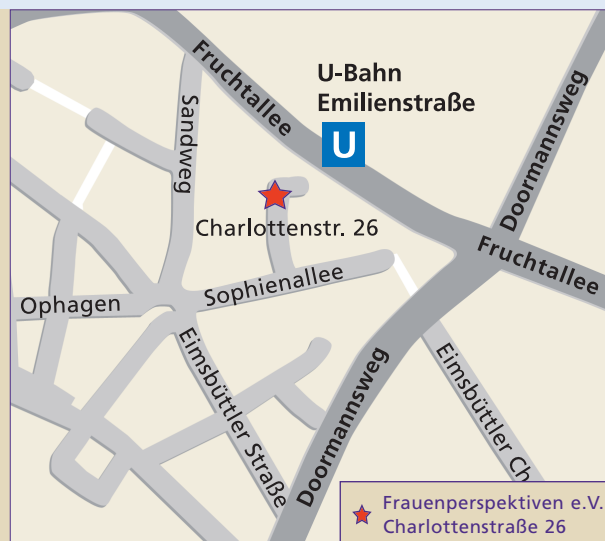 Fruchtallee
U-Bahn
Emilienstraße
U
Doormannsweg
Sandweg
Charlottenstr. 26
Fruchtallee
Sophienallee
Ophagen
Eimsbüttler Straße
Doormannsweg
Eimsbüttler Ch
Frauenperspektiven e.V.
Charlottenstraße 26